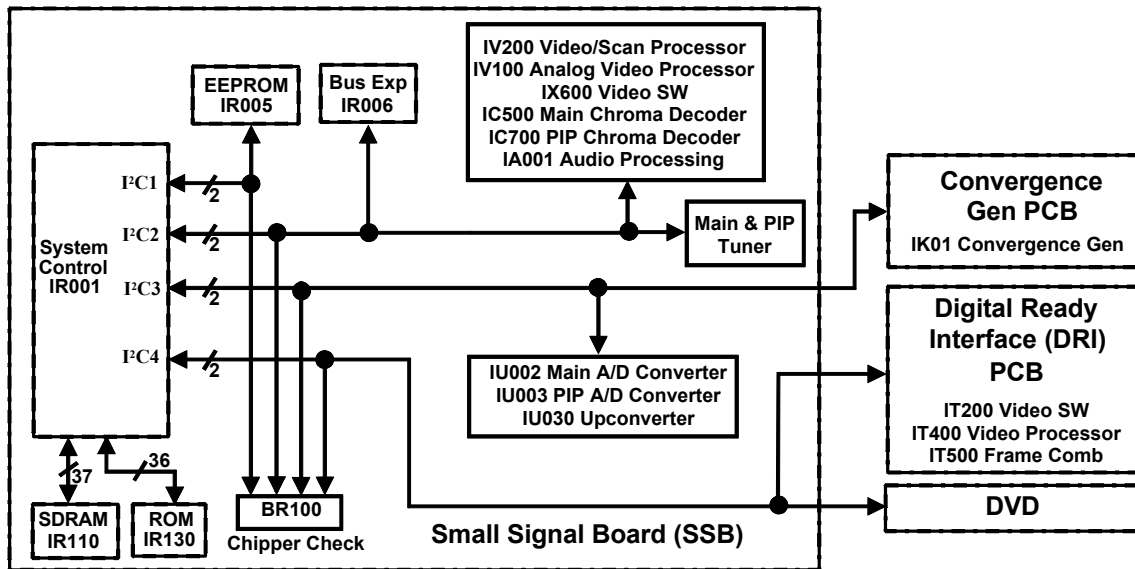 IV200 Video/Scan Processor
IV100 Analog Video Processor
IX600 Video SW
IC500 Main Chroma Decoder
IC700 PIP Chroma Decoder
IA001 Audio Processing
EEPROM
IR005
Bus Exp
IR006
System
Control
IR001
I²C1
2
I²C2
2
I²C3
2
I²C4
2
Main & PIP
Tuner
Convergence
Gen PCB
IK01 Convergence Gen
Digital Ready
Interface (DRI)
PCB
IT200 Video SW
IT400 Video Processor
IT500 Frame Comb
IU002 Main A/D Converter
IU003 PIP A/D Converter
IU030 Upconverter
37
36
SDRAM
IR110
ROM
IR130
BR100
Chipper Check
Small Signal Board (SSB)
DVD